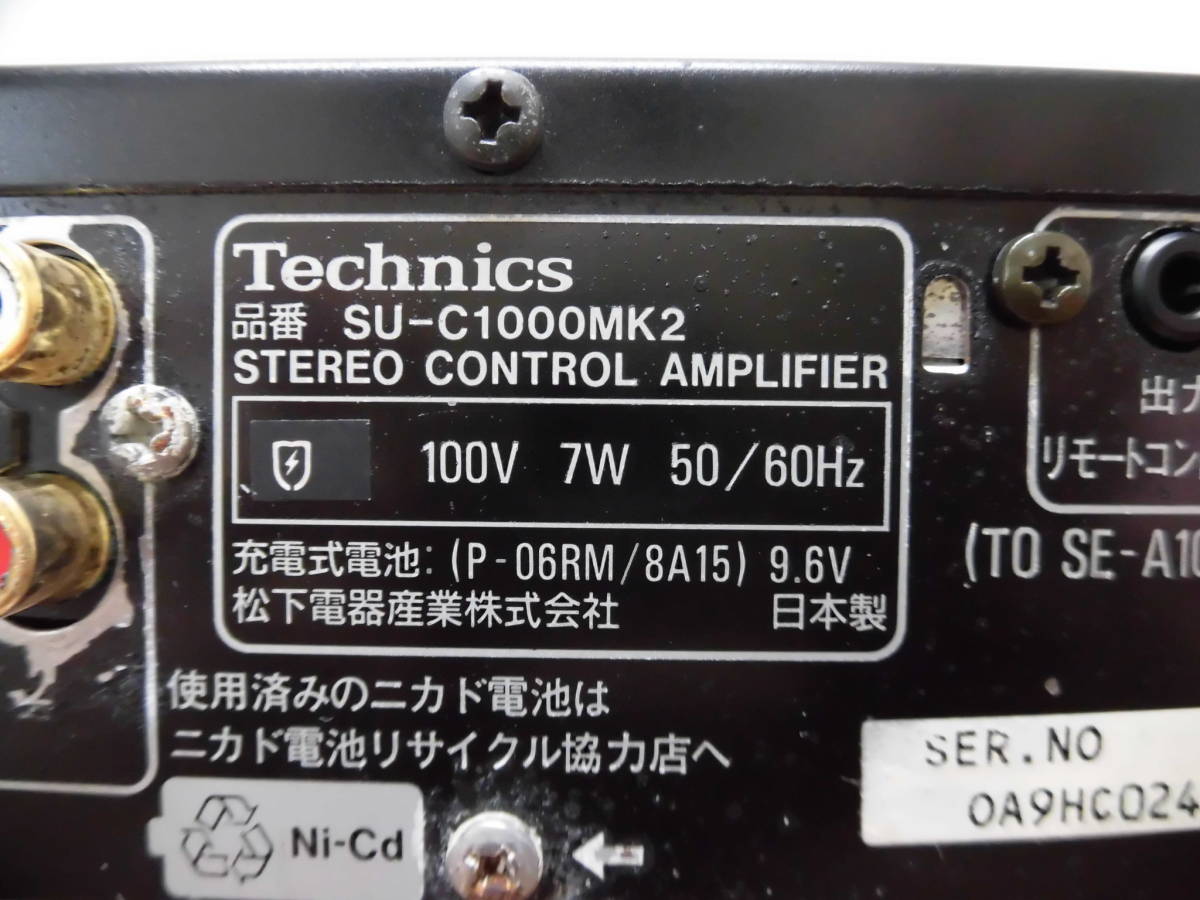 Technics
品番 SU-C1000MK2
STEREO CONTROL AMPLIFIER
100V 7W 50/60Hz
充電式電池: (P-06RM/8A15) 9.6V
松下電器産業株式会社 日本製
使用済みのニカド電池は
ニカド電池リサイクル協力店へ
Ni-Cd
出力
リモートコン
(TO SE-A10
SER.NO
0A9HC024